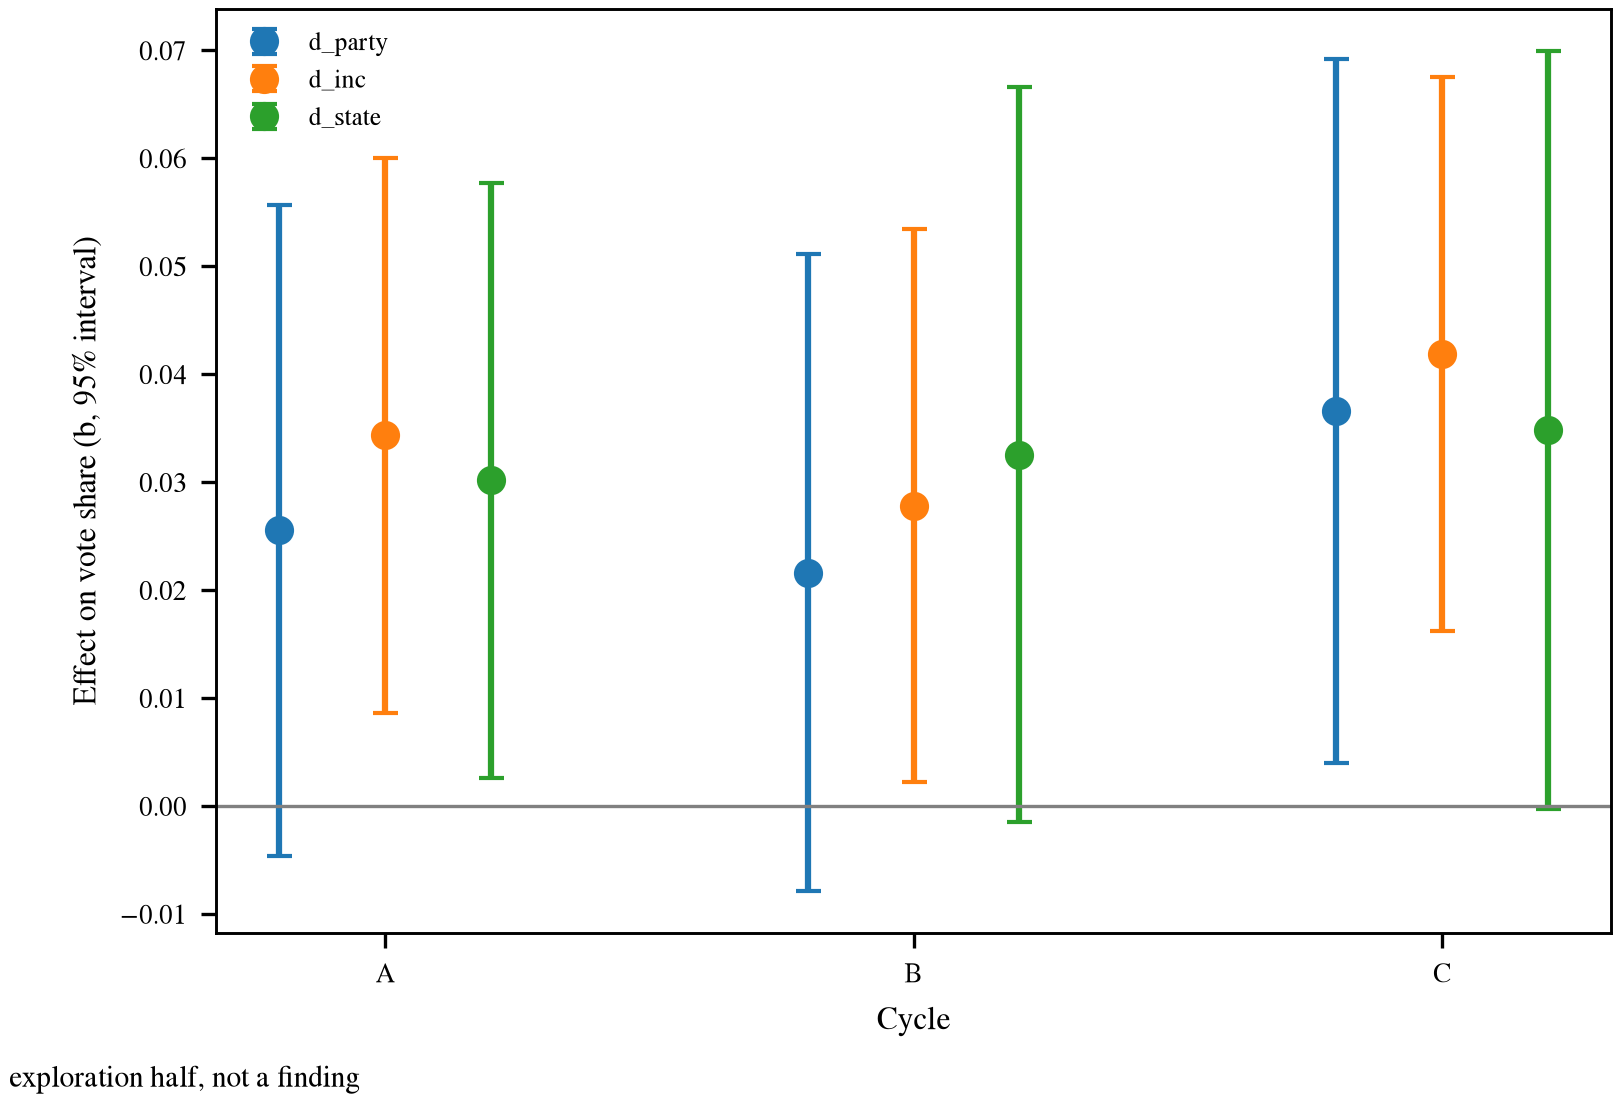 d_party
d_inc
d_state
0.07
0.06
0.05
0.04
0.03
0.02
0.01
0.00
−0.01
Effect on vote share (b, 95% interval)
A
B
C
Cycle
exploration half, not a finding